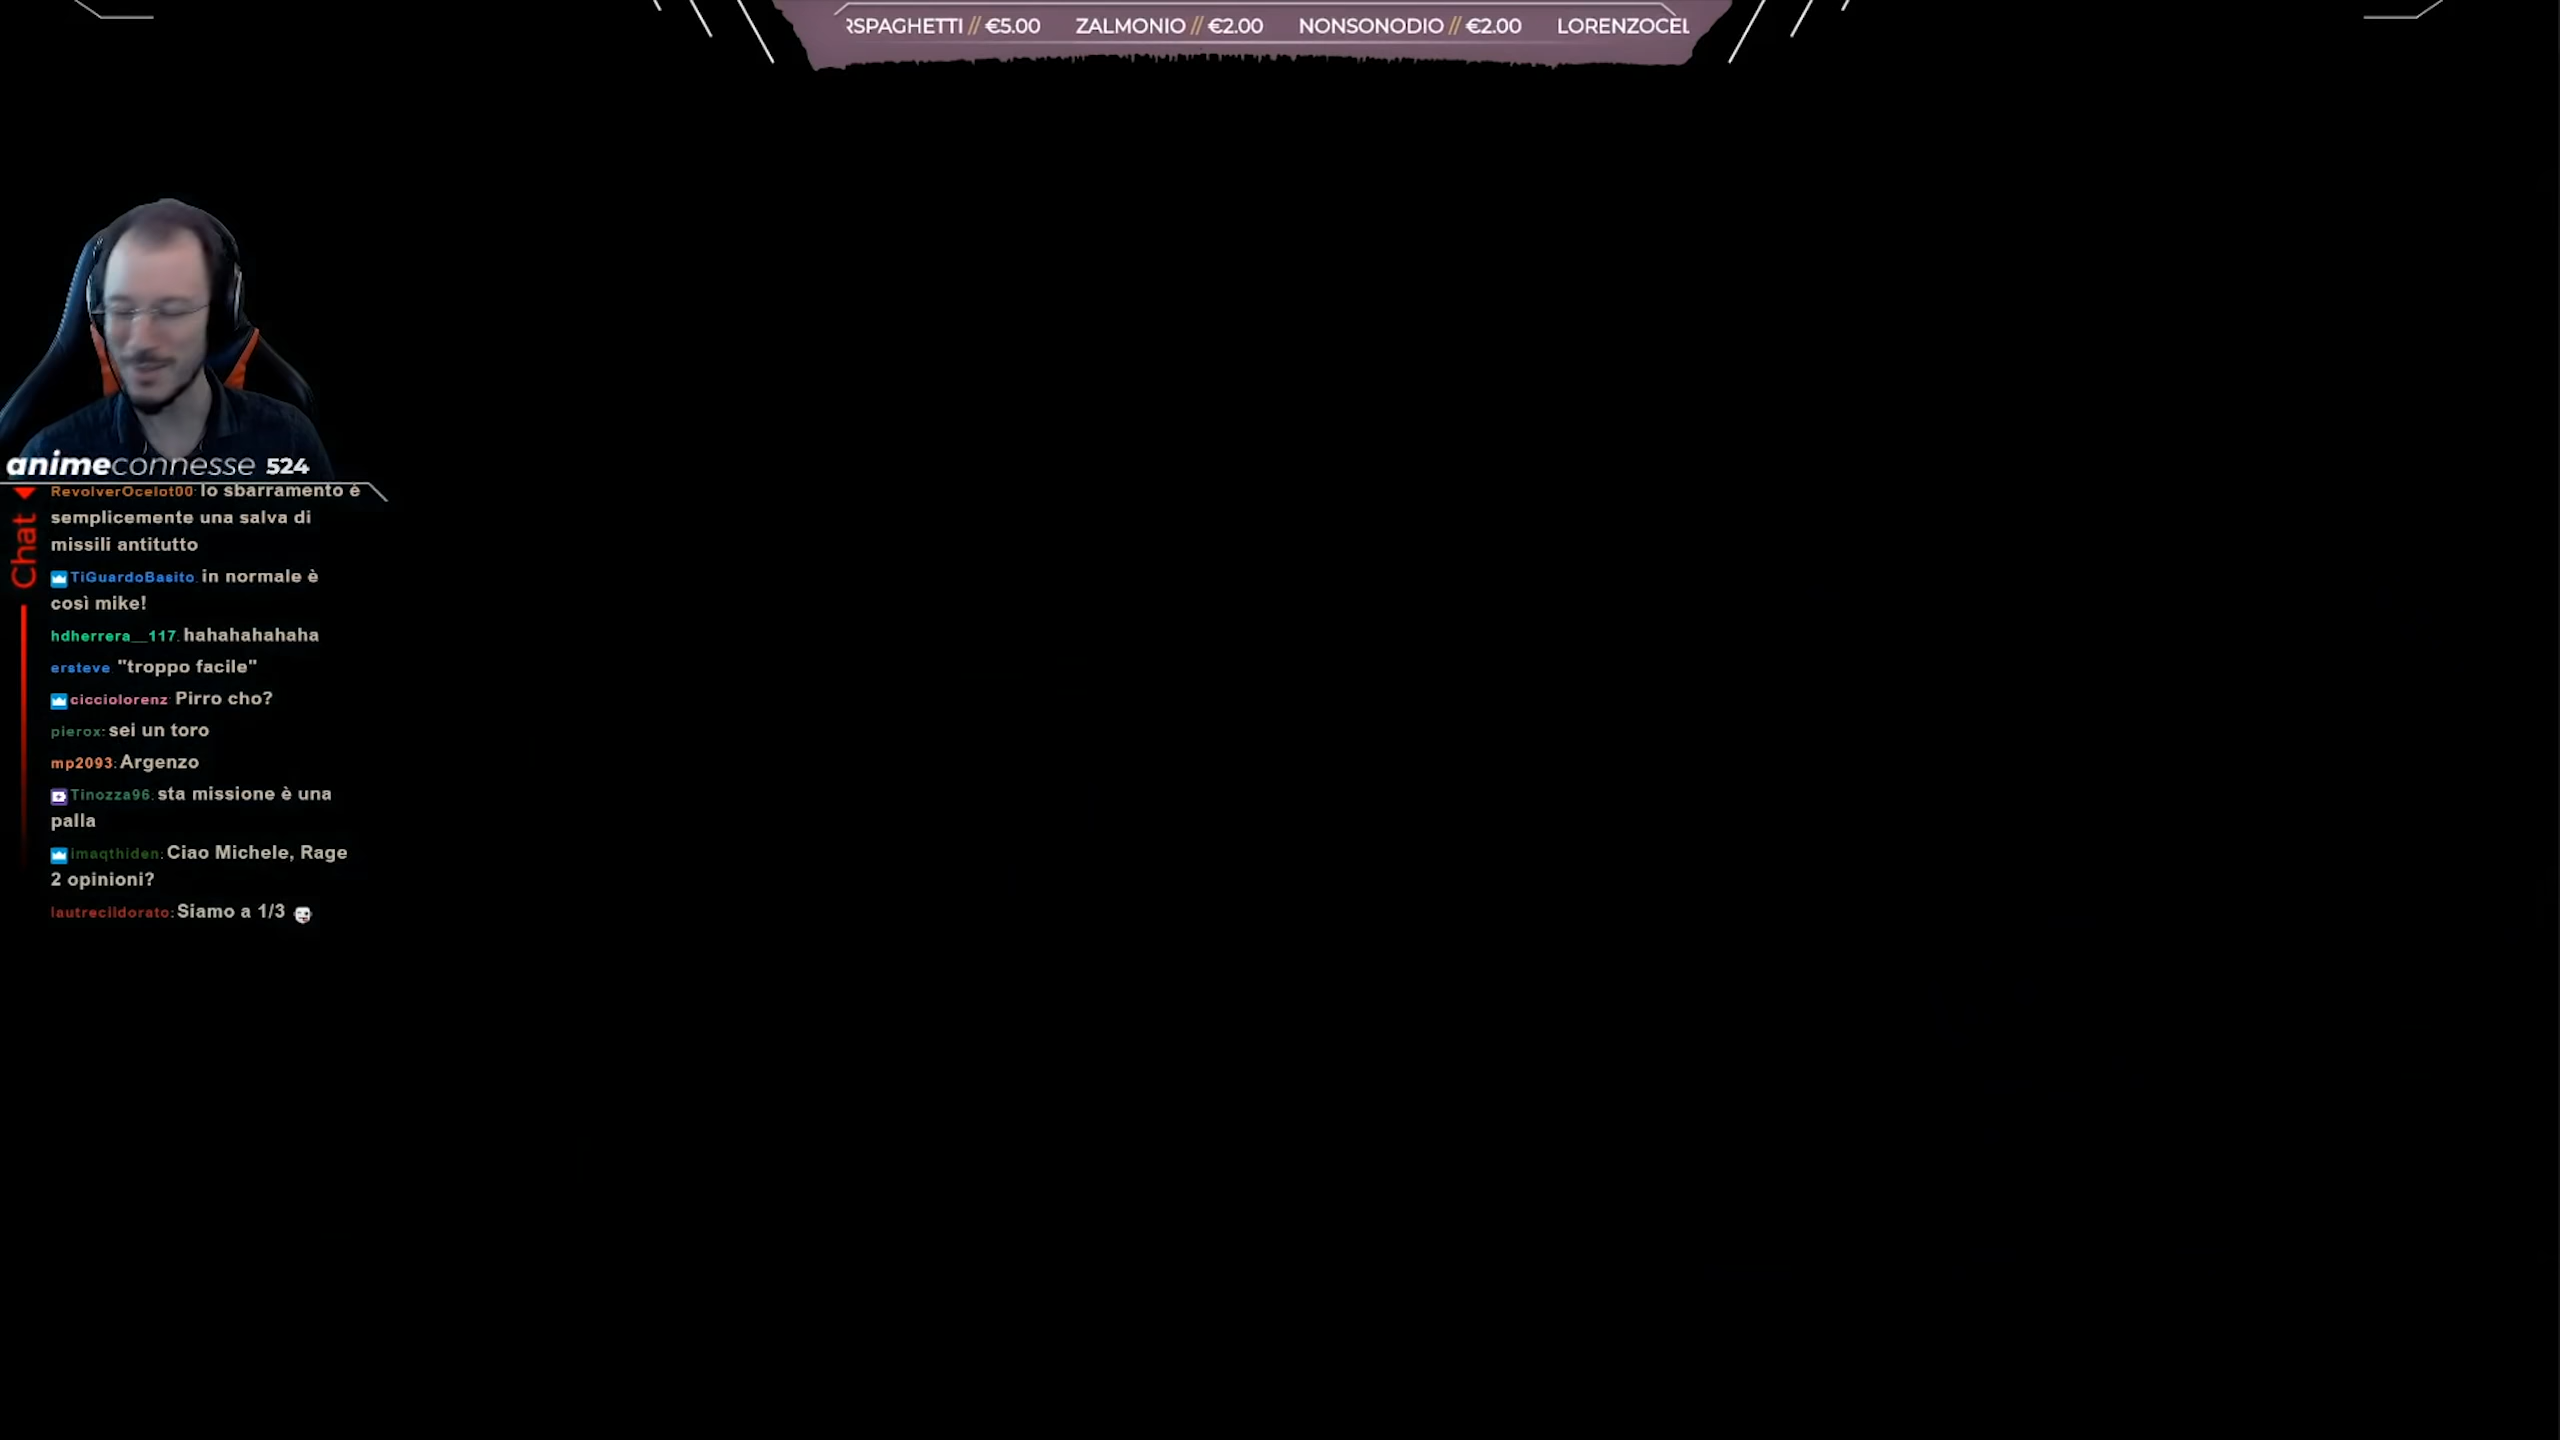 RSPAGHETTI // €5.00 ZALMONIO // €2.00 NONSONODIO // €2.00 LORENZOCEL
animeconnesse 524
Chat
RevolverOcelot00: lo sbarramento è
semplicemente una salva di
missili antitutto
TiGuardoBasito: in normale è
così mike!
hdherrera__117: hahahahahaha
ersteve "troppo facile"
cicciolorenz: Pirro cho?
pierox: sei un toro
mp2093: Argenzo
Tinozza96: sta missione è una
palla
imaqthiden: Ciao Michele, Rage
2 opinioni?
lautrecildorato: Siamo a 1/3